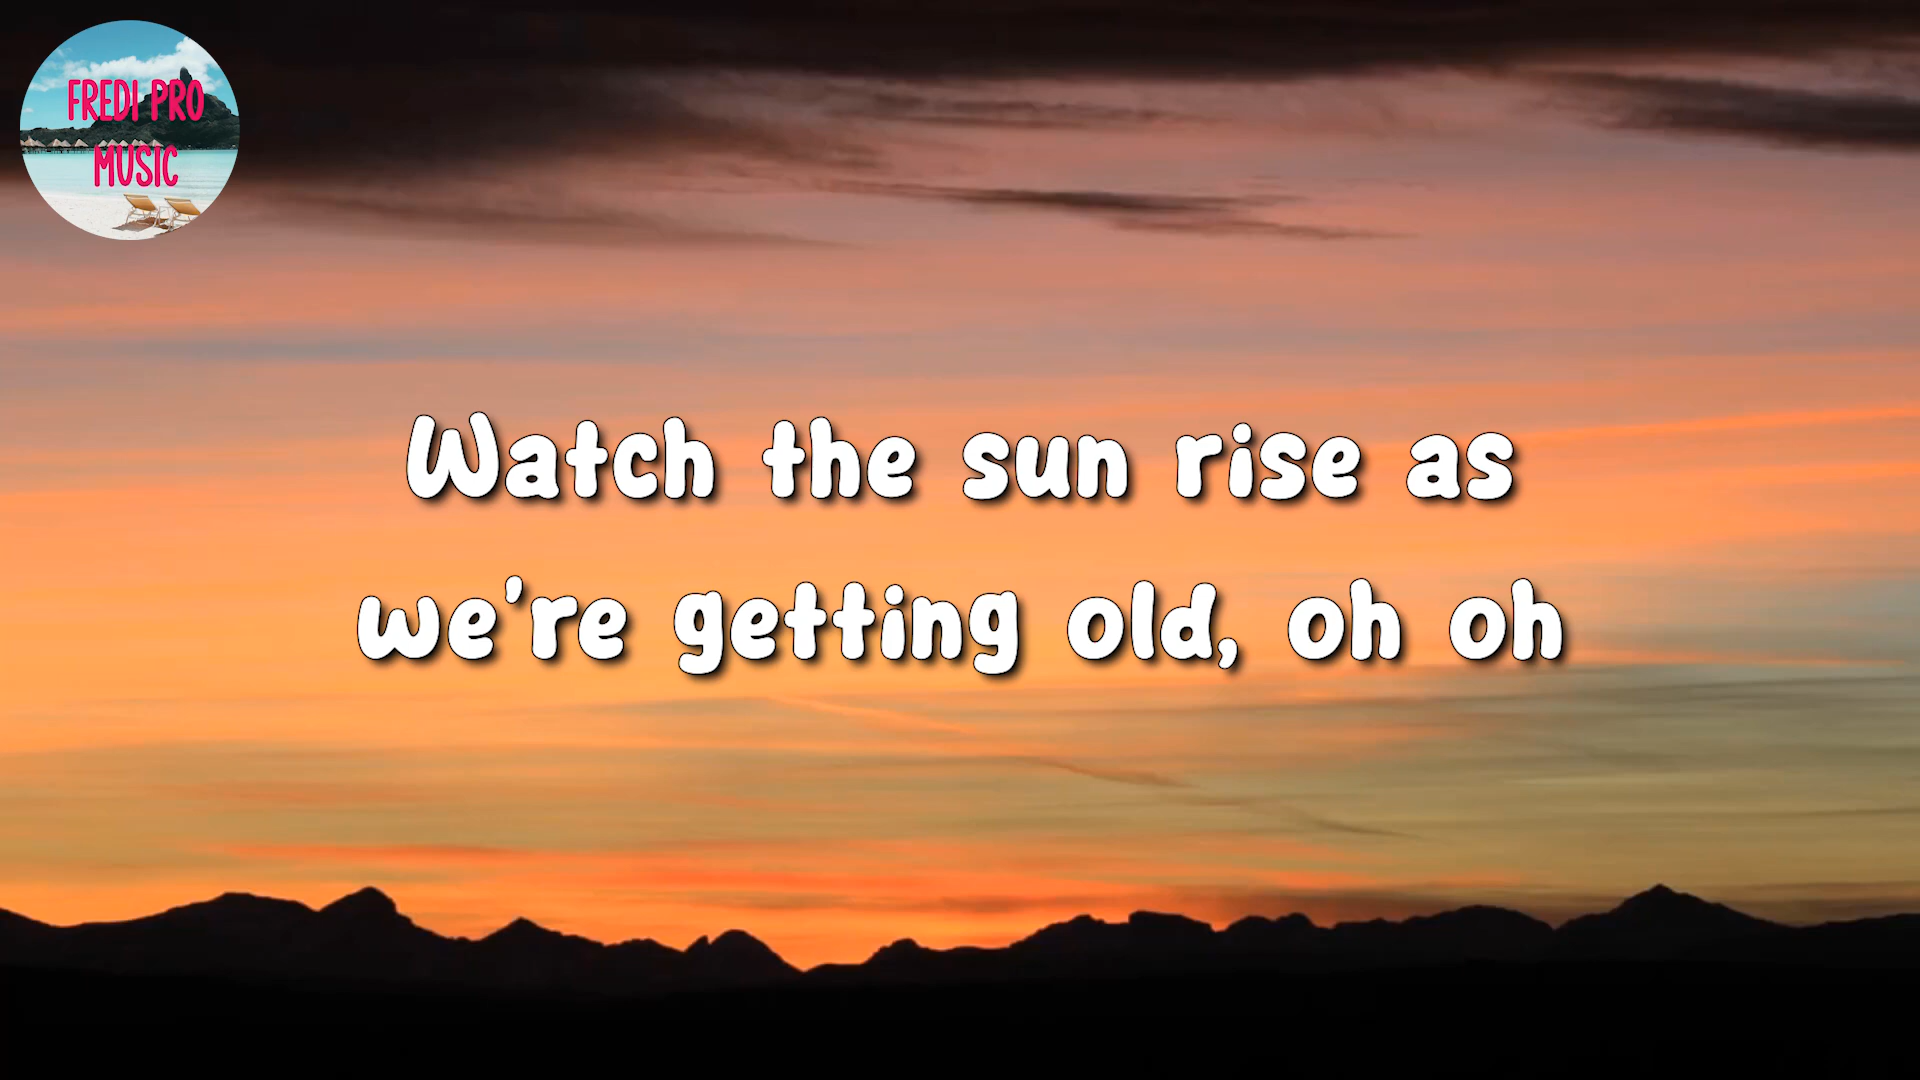 FREDI PRO
MUSIC
Watch the sun rise as
we're getting old, oh oh